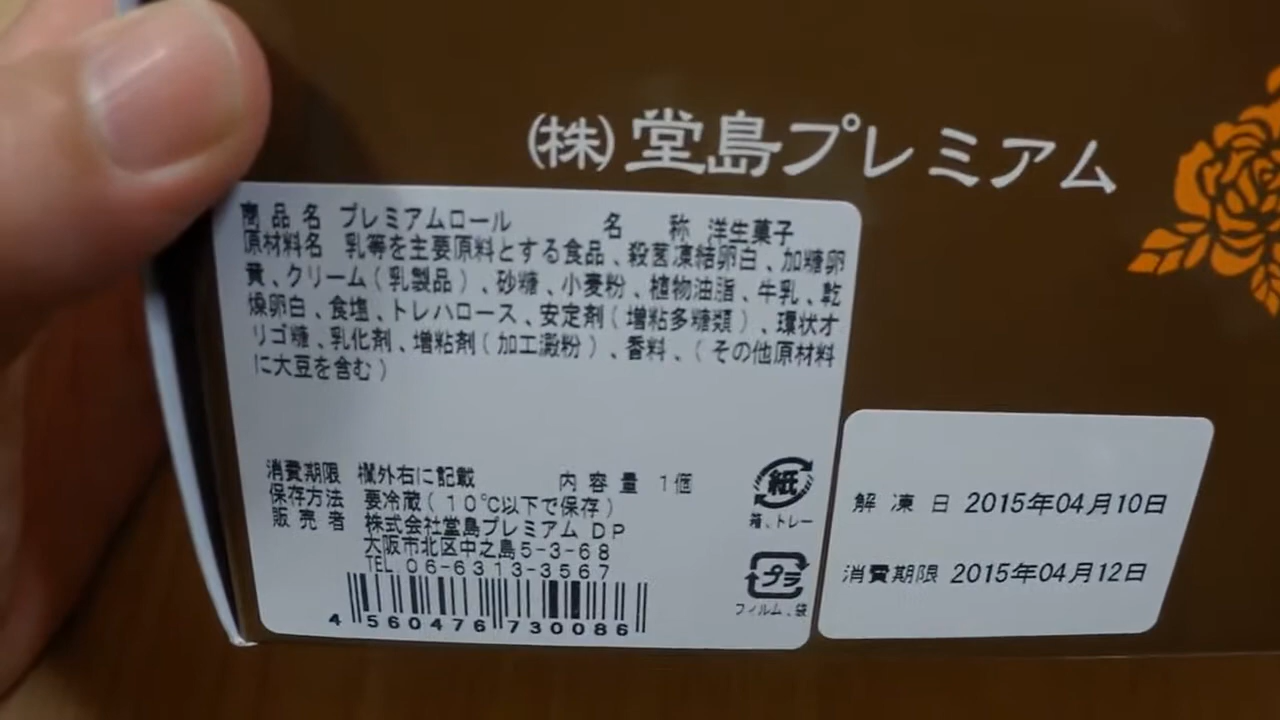 ㈱堂島プレミアム
商品名 プレミアムロール 名称 洋生菓子
原材料名 乳等を主要原料とする食品、殺菌凍結卵白、加糖卵
黄、クリーム(乳製品)、砂糖、小麦粉、植物油脂、牛乳、乾
燥卵白、食塩、トレハロース、安定剤(増粘多糖類)、環状オ
リゴ糖、乳化剤、増粘剤(加工澱粉)、香料、(その他原材料
に大豆を含む)
消費期限 欄外右に記載 内容量 1個
保存方法 要冷蔵(10℃以下で保存)
販売者 株式会社堂島プレミアム DP
大阪市北区中之島5-3-68
TEL 06-6313-3567
4 560476 730086
紙
箱、トレー
プラ
フィルム、袋
解凍日 2015年04月10日
消費期限 2015年04月12日